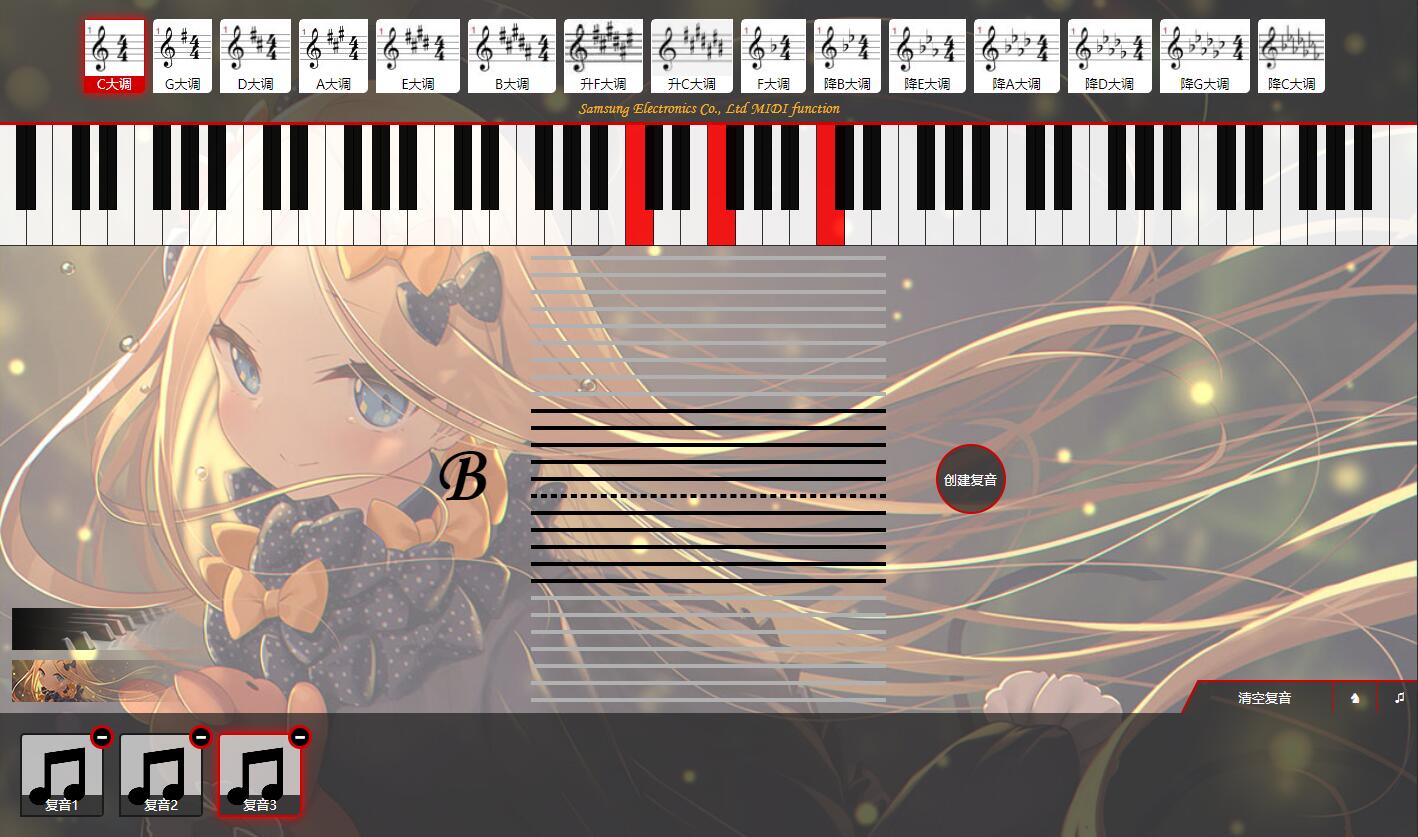 C大调
G大调
D大调
A大调
E大调
B大调
升F大调
升C大调
F大调
降B大调
降E大调
降A大调
降D大调
降G大调
降C大调
Samsung Electronics Co., Ltd MIDI function
B
创建复音
清空复音
复音1
复音2
复音3